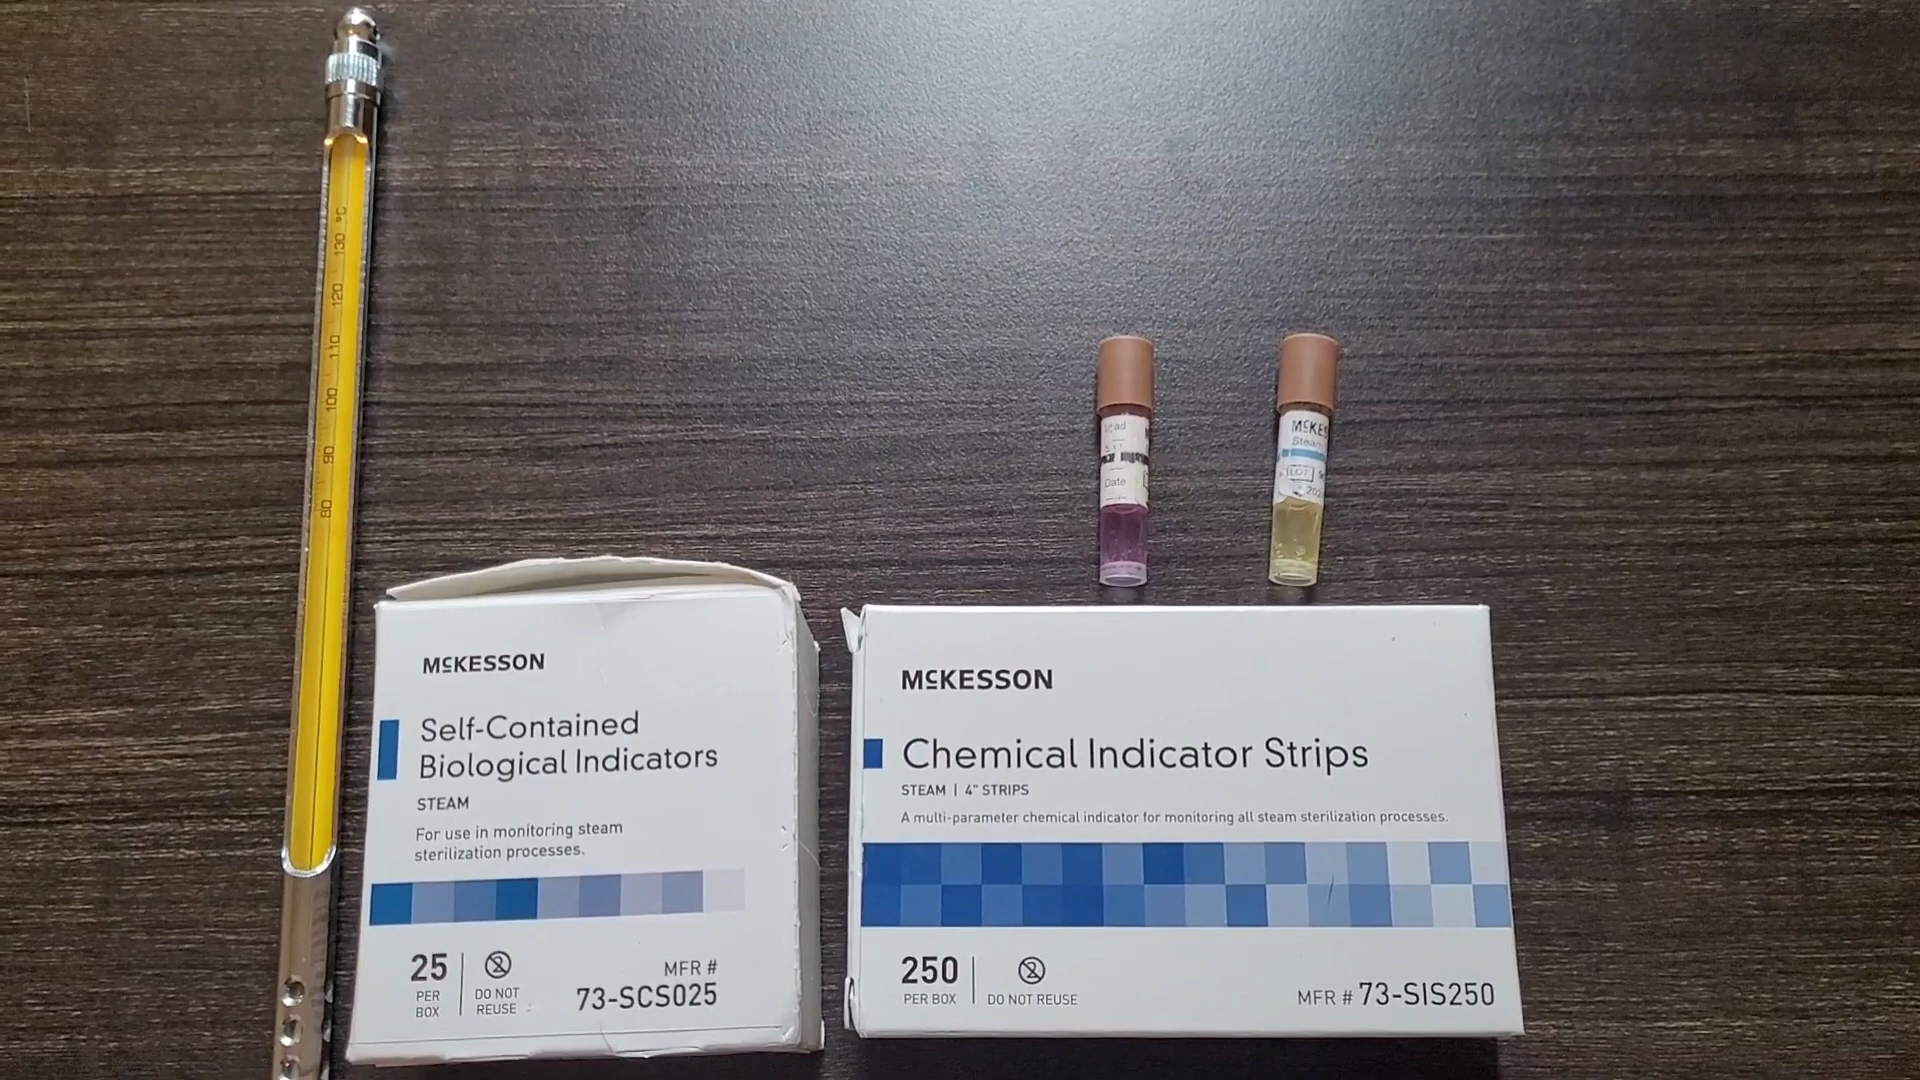 °C
130
120
110
100
90
80
Date
McKE
Stea
LOT
McKESSON
Self-Contained
Biological Indicators
STEAM
For use in monitoring steam
sterilization processes.
25
PER
BOX
DO NOT
REUSE
MFR #
73-SCS025
McKESSON
Chemical Indicator Strips
STEAM | 4" STRIPS
A multi-parameter chemical indicator for monitoring all steam sterilization processes.
250
PER BOX
DO NOT REUSE
MFR # 73-SIS250